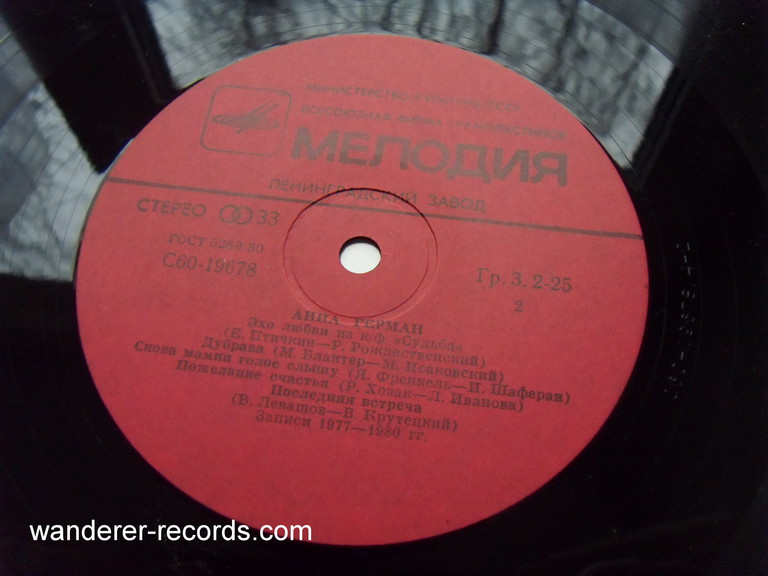 МИНИСТЕРСТВО КУЛЬТУРЫ СССР
ВСЕСОЮЗНАЯ ФИРМА ГРАМПЛАСТИНОК
МЕЛОДИЯ
ЛЕНИНГРАДСКИЙ ЗАВОД
СТЕРЕО 33
ГОСТ 5289-80
С60-19678
Гр. 3. 2-25
2
АННА ГЕРМАН
Эхо любви из к/ф «Судьба»
(Е. Птичкин—Р. Рождественский)
Дубрава (М. Блантер—М. Исаковский)
Снова мамин голос слышу (Я. Френкель—И. Шаферан)
Пожелание счастья (Р. Хозак—Л. Иванова)
Последняя встреча
(В. Левашов—В. Крутецкий)
Записи 1977—1980 гг.
wanderer-records.com